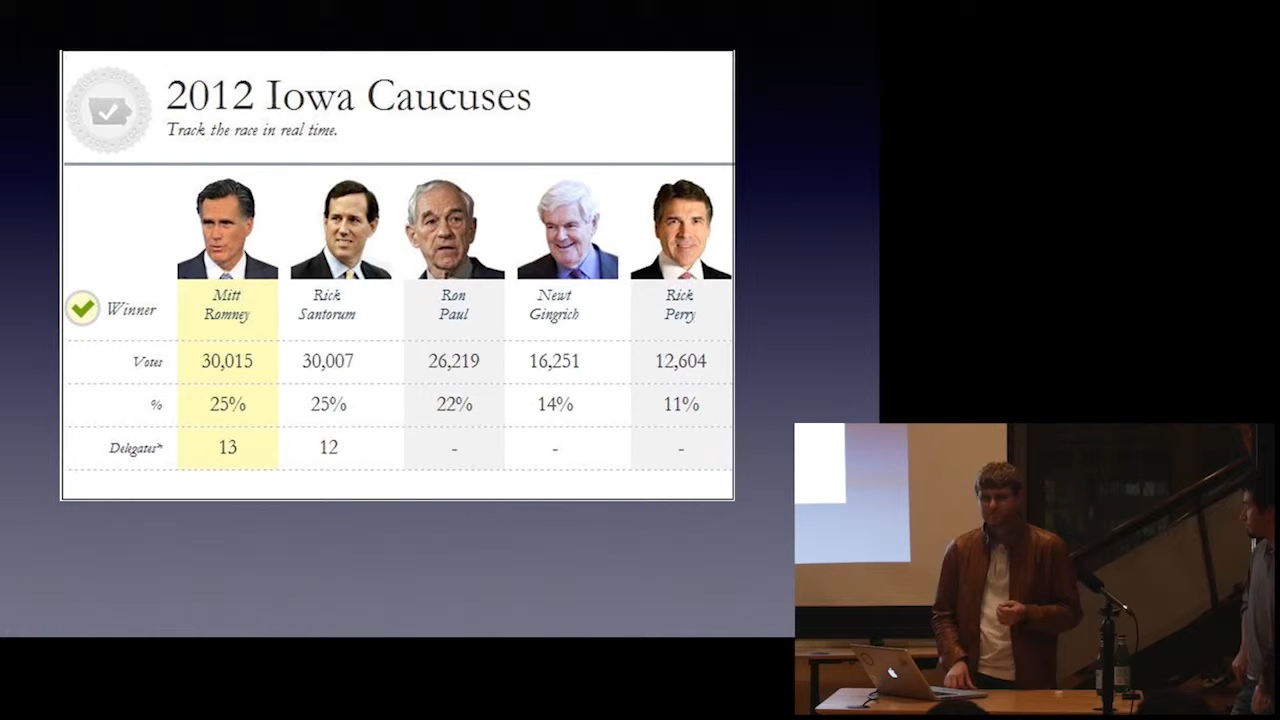 2012 Iowa Caucuses
Track the race in real time.
Mitt Romney
Rick Santorum
Ron Paul
Newt Gingrich
Rick Perry
Winner
Votes 30,015 30,007 26,219 16,251 12,604
% 25% 25% 22% 14% 11%
Delegates* 13 12 - - -